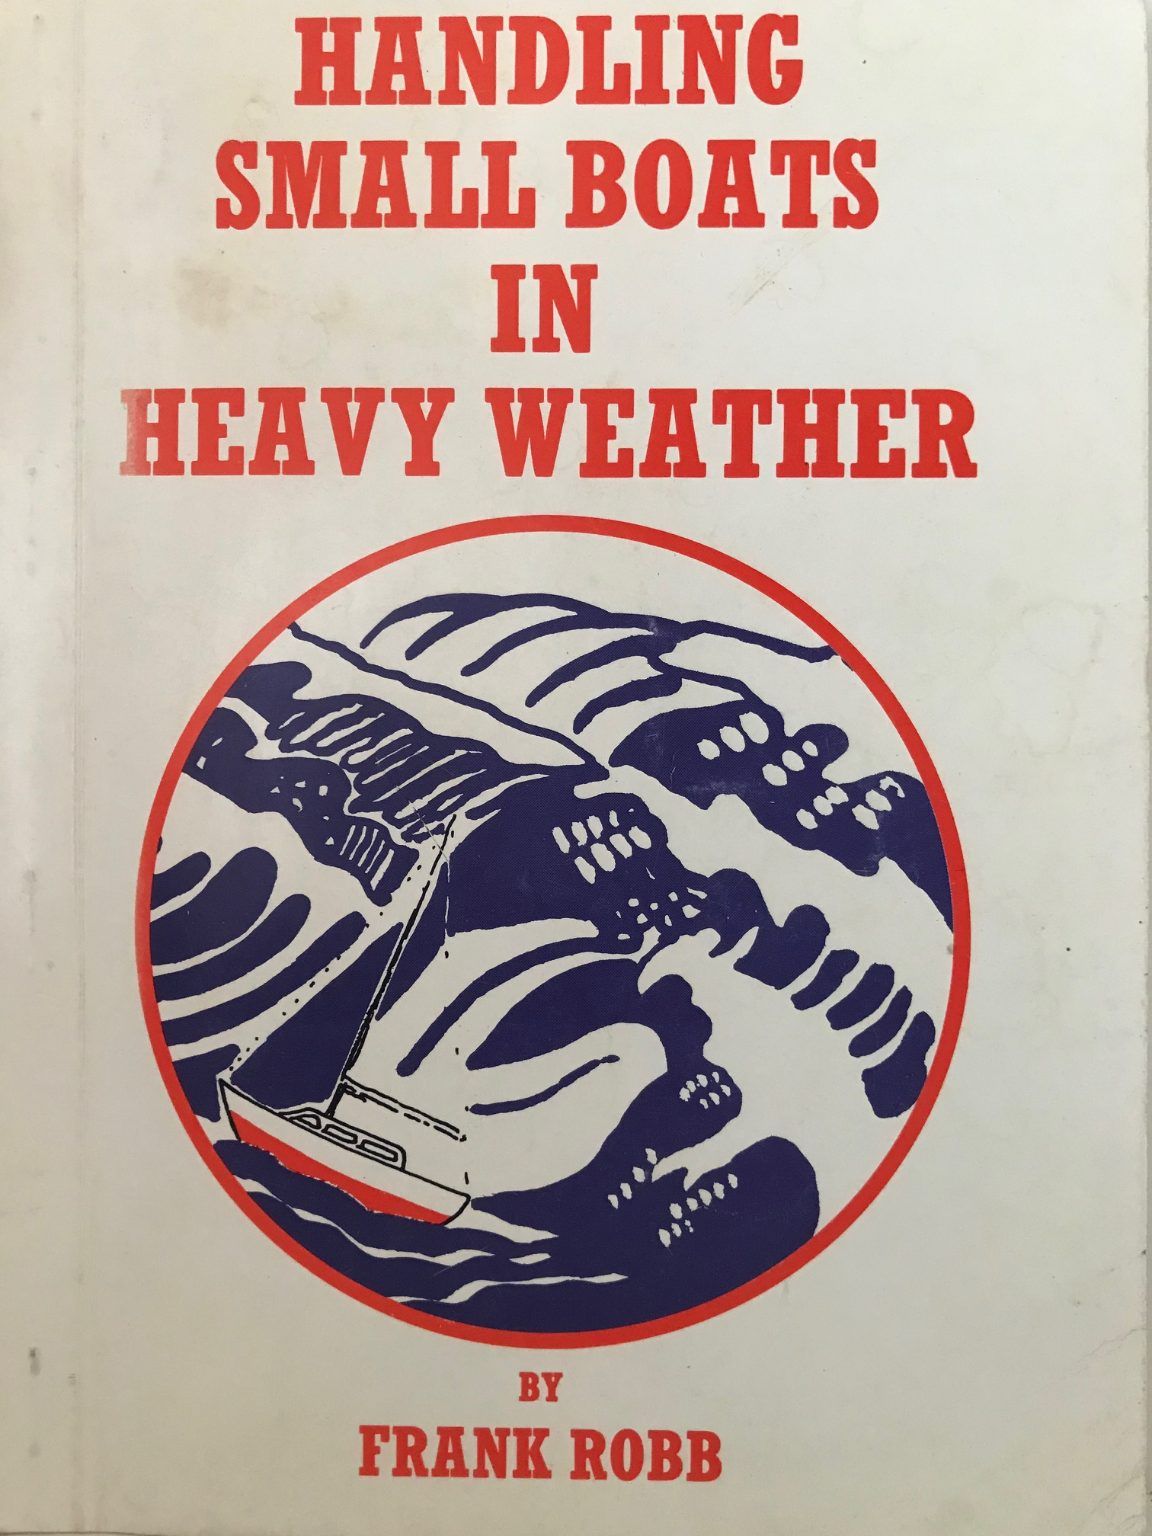 HANDLING
SMALL BOATS
IN
HEAVY WEATHER
BY
FRANK ROBB